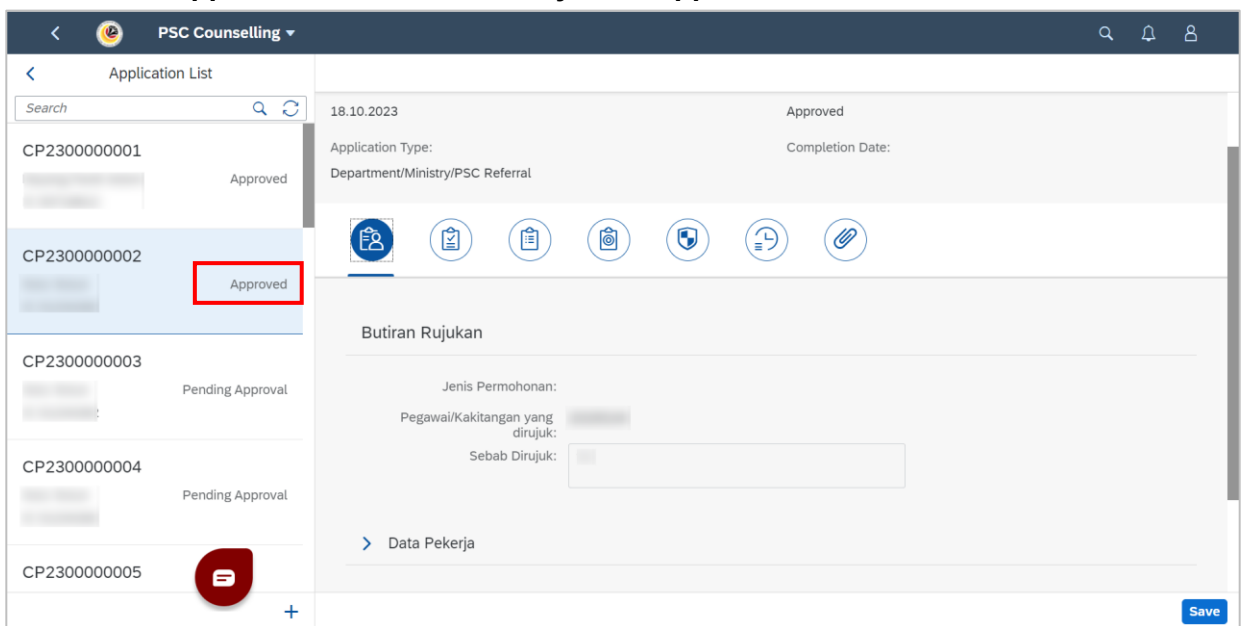 PSC Counselling
Application List
Search
CP2300000001
Approved
CP2300000002
Approved
CP2300000003
Pending Approval
CP2300000004
Pending Approval
CP2300000005
18.10.2023
Approved
Application Type:
Completion Date:
Department/Ministry/PSC Referral
Butiran Rujukan
Jenis Permohonan:
Pegawai/Kakitangan yang
dirujuk:
Sebab Dirujuk:
Data Pekerja
Save